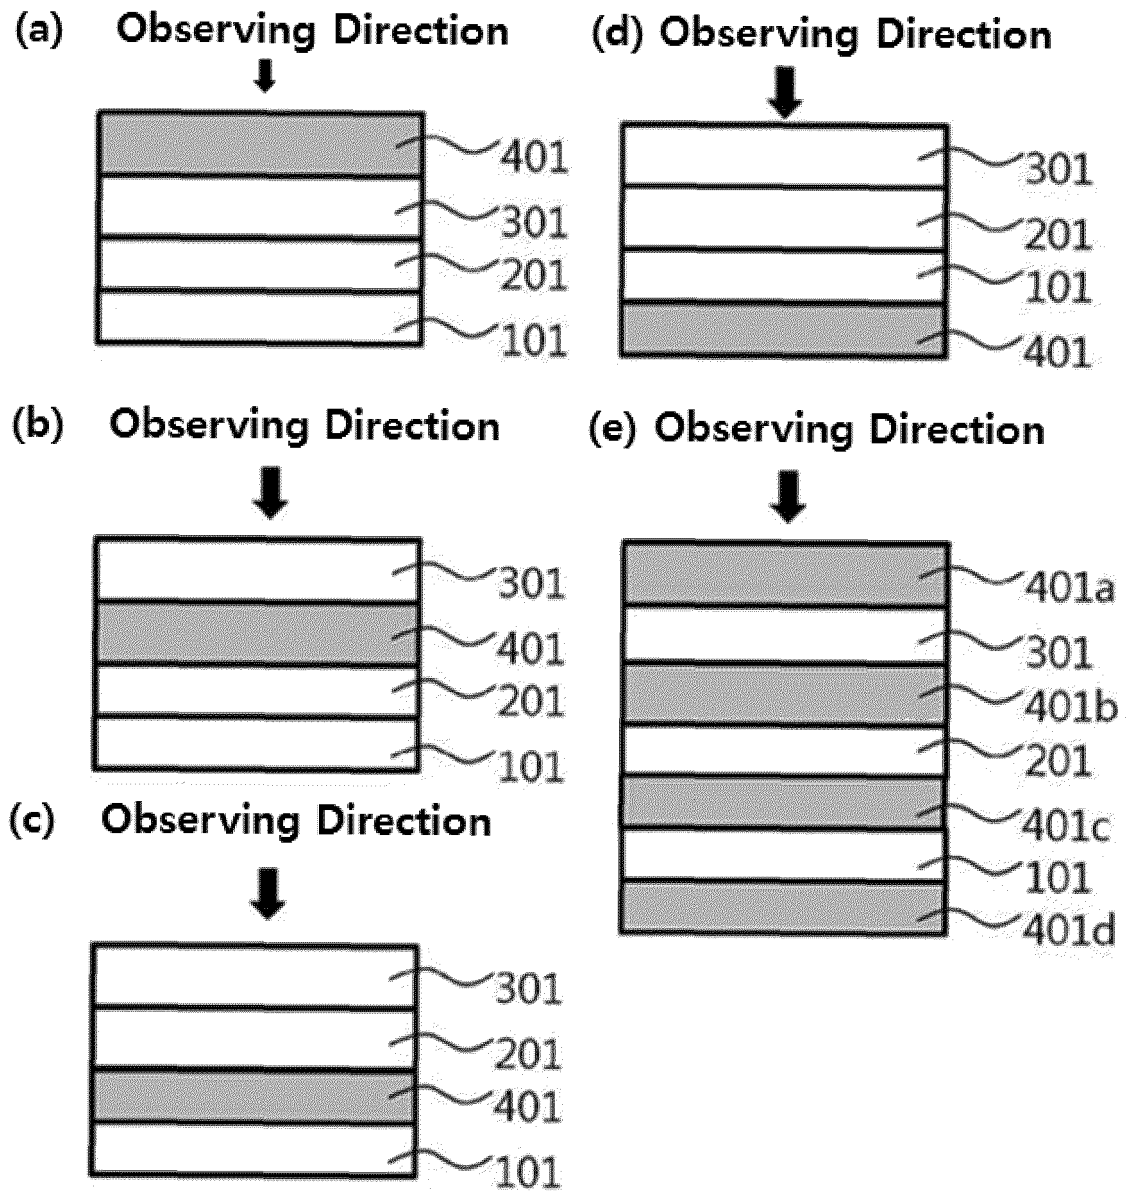 (a) Observing Direction
401
301
201
101
(b) Observing Direction
301
401
201
101
(c) Observing Direction
301
201
401
101
(d) Observing Direction
301
201
101
401
(e) Observing Direction
401a
301
401b
201
401c
101
401d